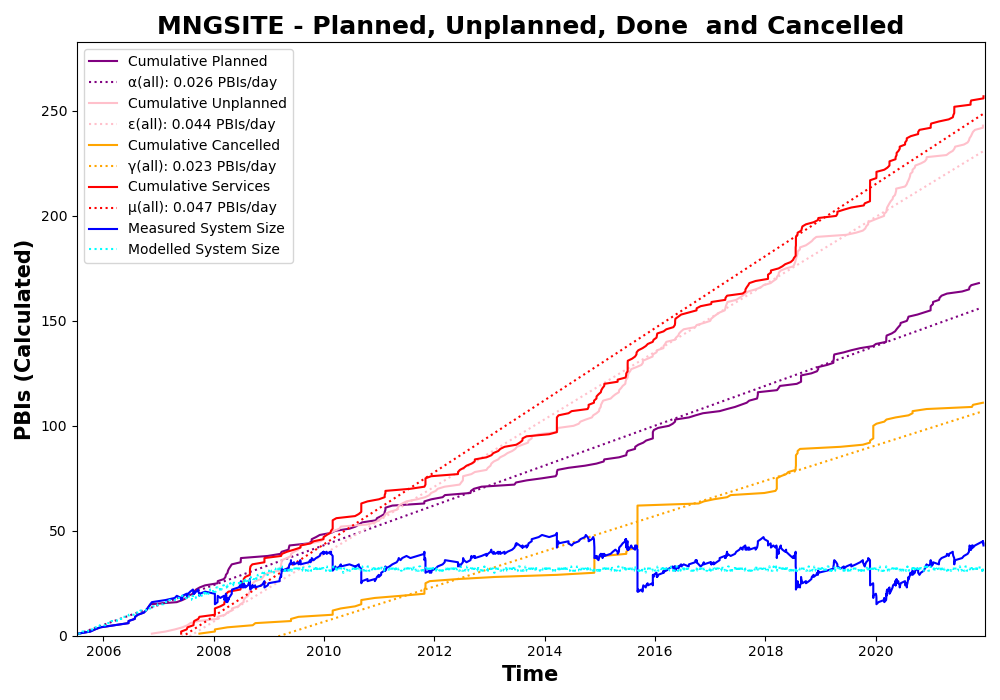 MNGSITE - Planned, Unplanned, Done  and Cancelled
Cumulative Planned
α(all): 0.026 PBIs/day
Cumulative Unplanned
ε(all): 0.044 PBIs/day
Cumulative Cancelled
γ(all): 0.023 PBIs/day
Cumulative Services
μ(all): 0.047 PBIs/day
Measured System Size
Modelled System Size
PBIs (Calculated)
250
200
150
100
50
0
2006 2008 2010 2012 2014 2016 2018 2020
Time